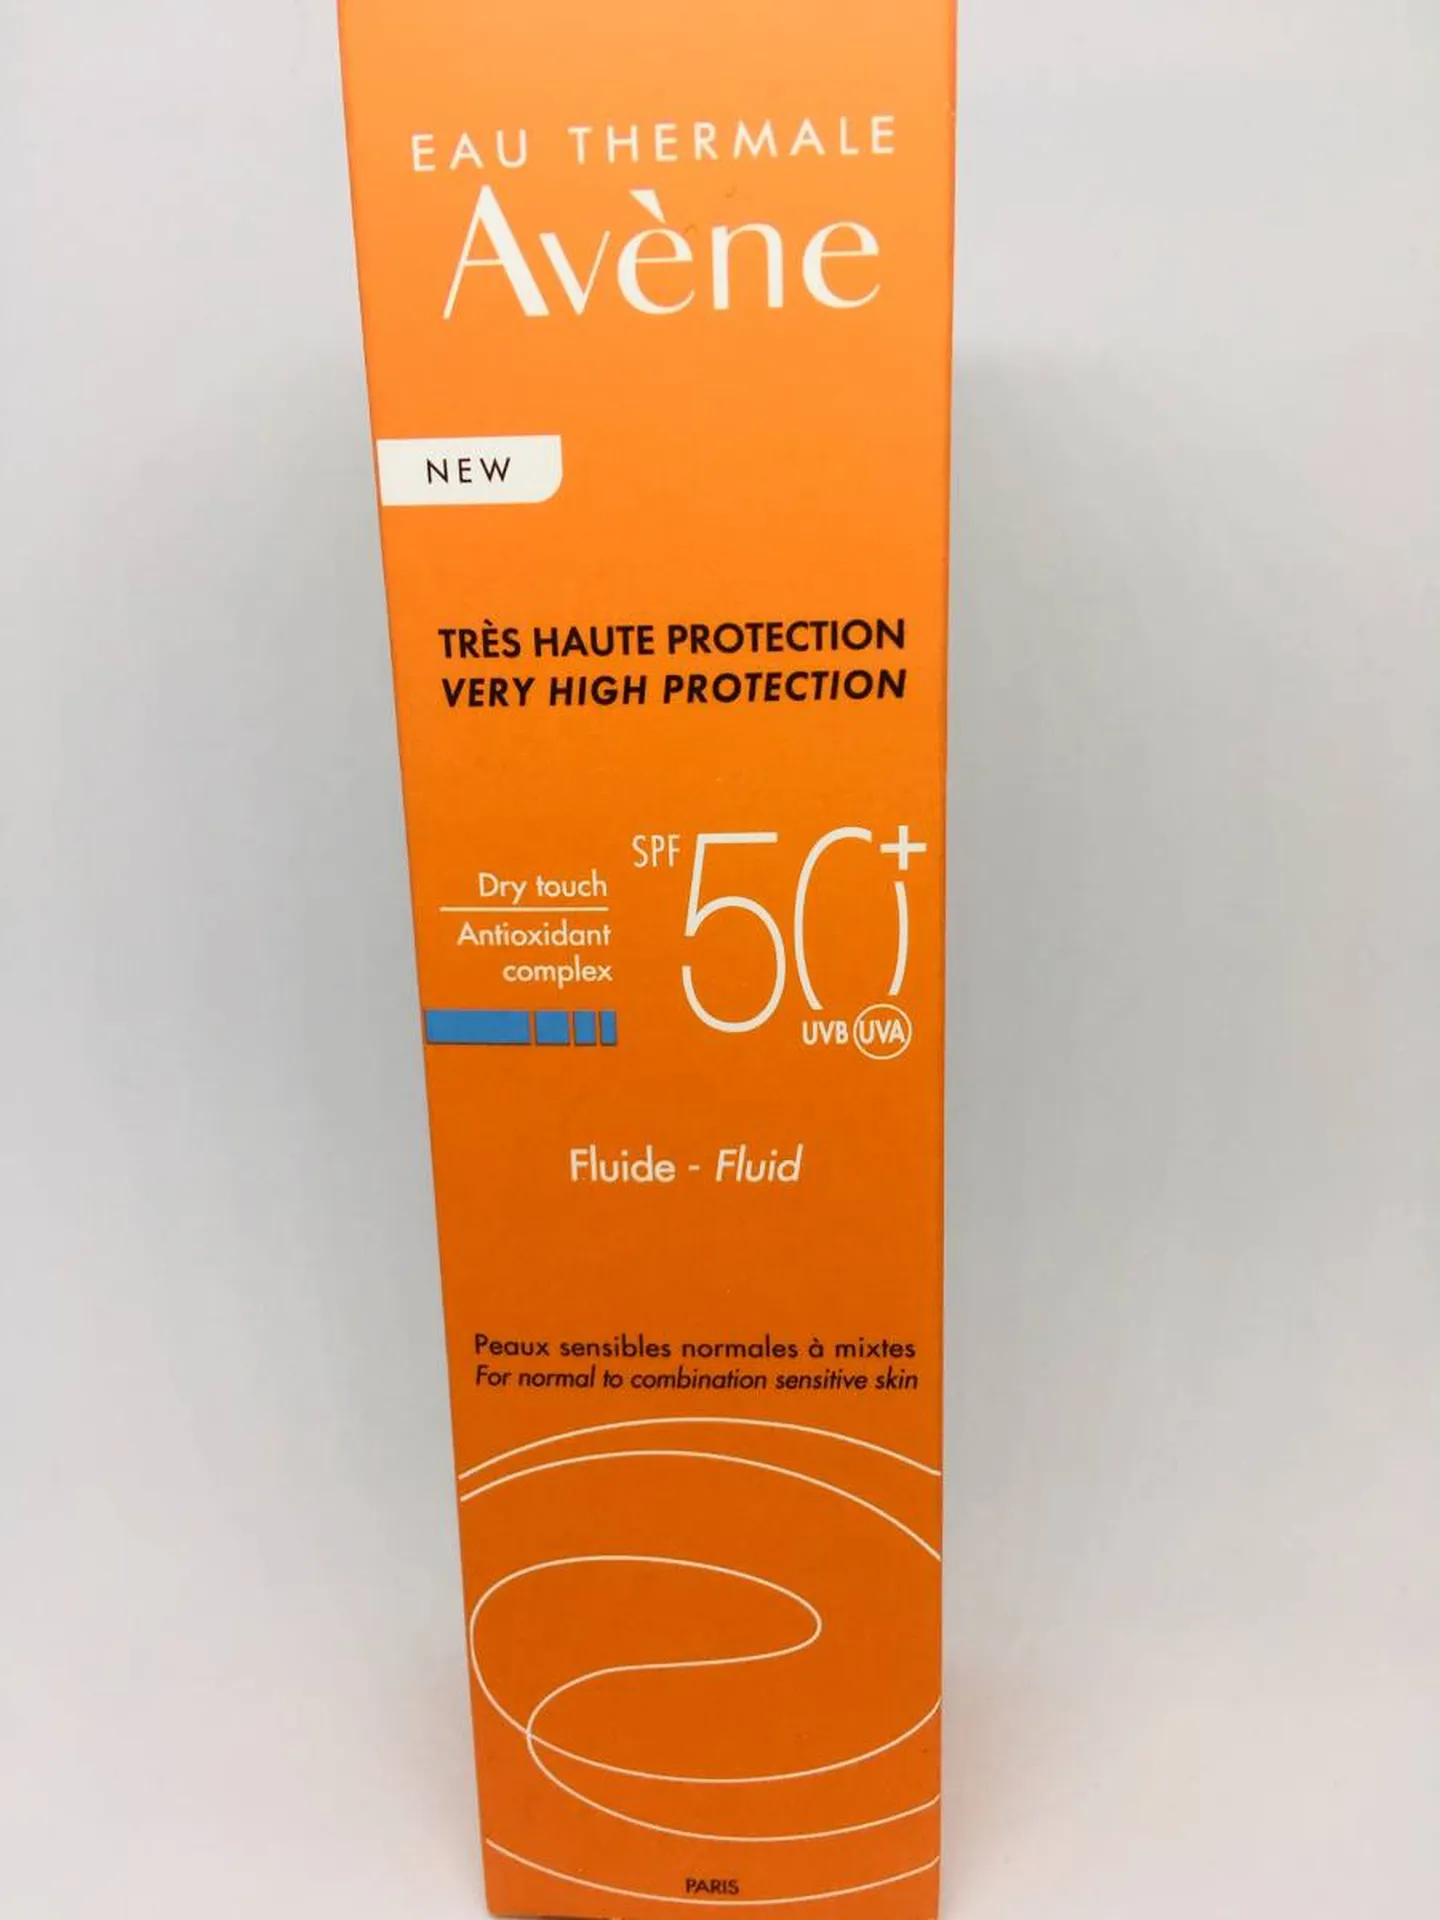 EAU THERMALE
Avène
NEW
TRÈS HAUTE PROTECTION
VERY HIGH PROTECTION
SPF 50+
Dry touch
Antioxidant
complex
UVB UVA
Fluide - Fluid
Peaux sensibles normales à mixtes
For normal to combination sensitive skin
PARIS